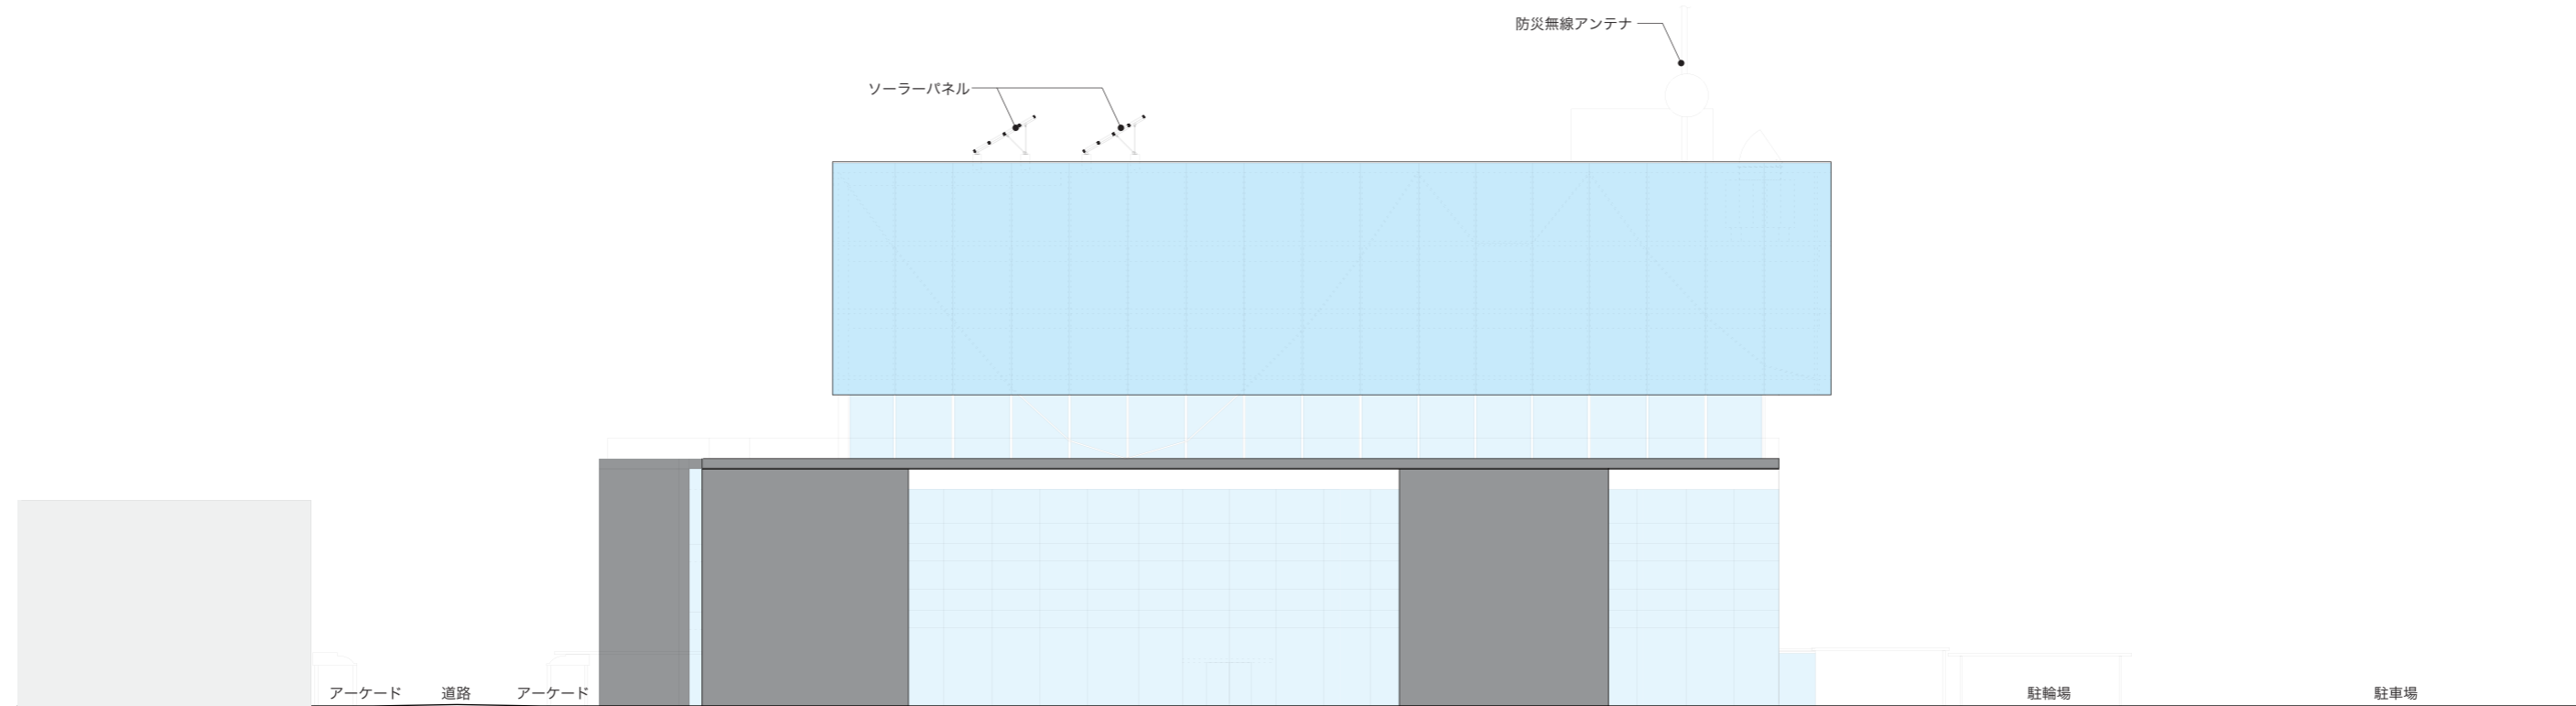 防災無線アンテナ
ソーラーパネル
アーケード
道路
アーケード
駐輪場
駐車場